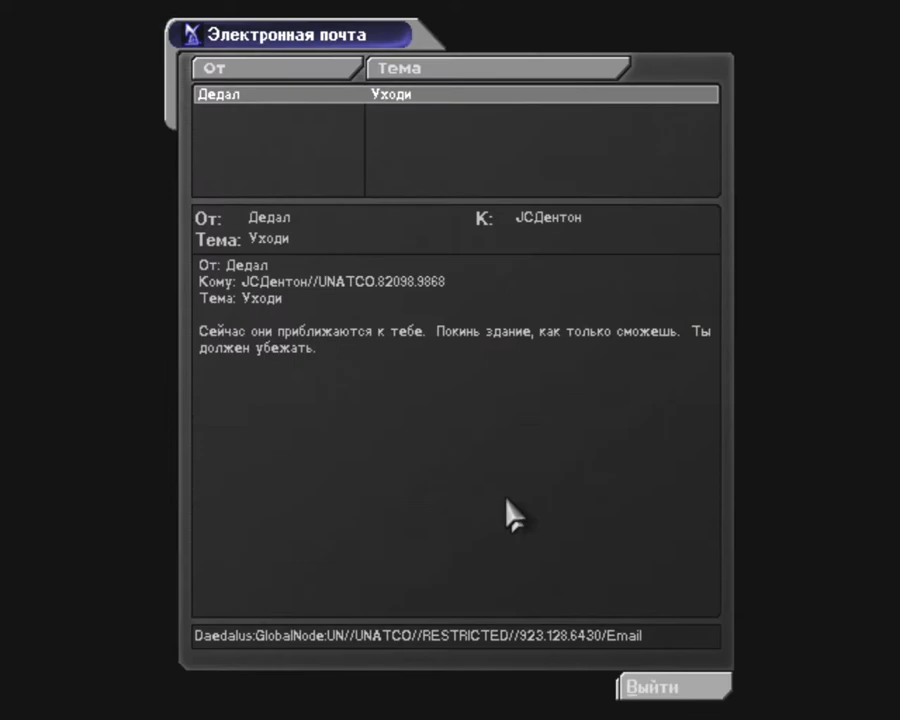 Электронная почта
От Тема
Дедал Уходи
От: Дедал К: JCДентон
Тема: Уходи
От: Дедал
Кому: JCДентон//UNATCO.82098.9868
Тема: Уходи
Сейчас они приближаются к тебе. Покинь здание, как только сможешь. Ты
должен убежать.
Daedalus:GlobalNode:UN//UNATCO//RESTRICTED//923.128.6430/Email
Выйти